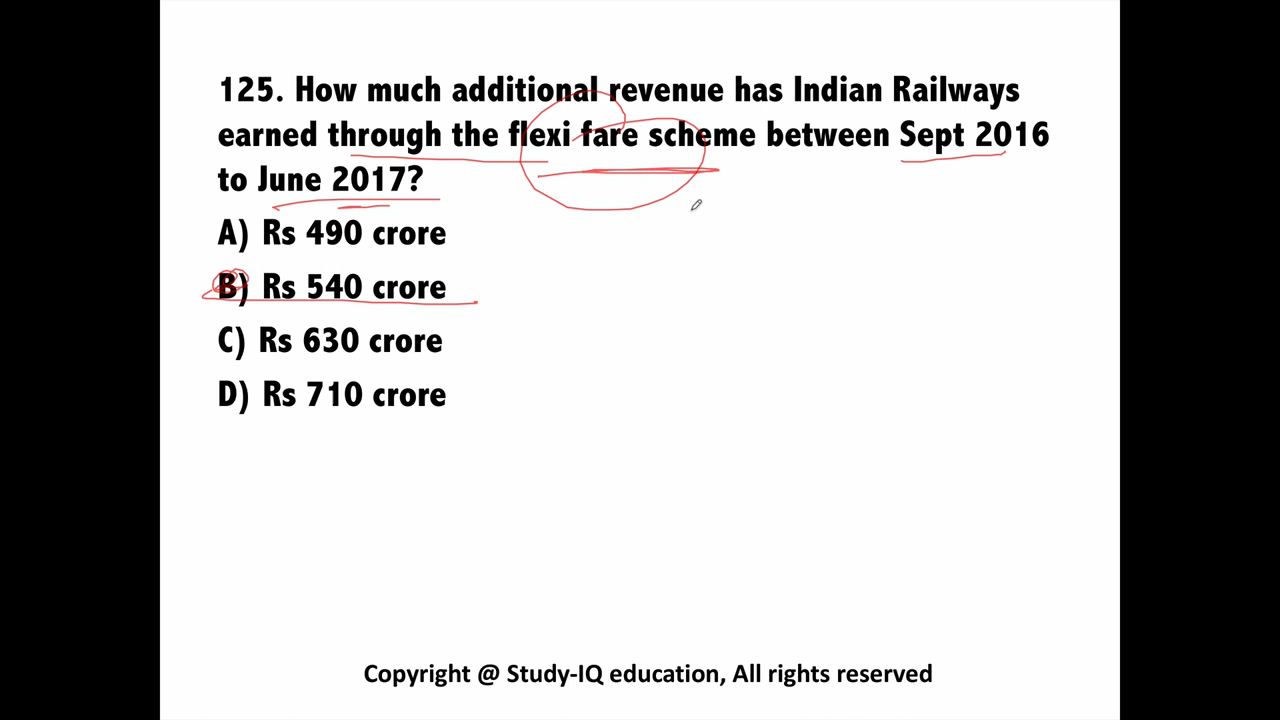 125. How much additional revenue has Indian Railways
earned through the flexi fare scheme between Sept 2016
to June 2017?
A) Rs 490 crore
B) Rs 540 crore
C) Rs 630 crore
D) Rs 710 crore
Copyright @ Study-IQ education, All rights reserved